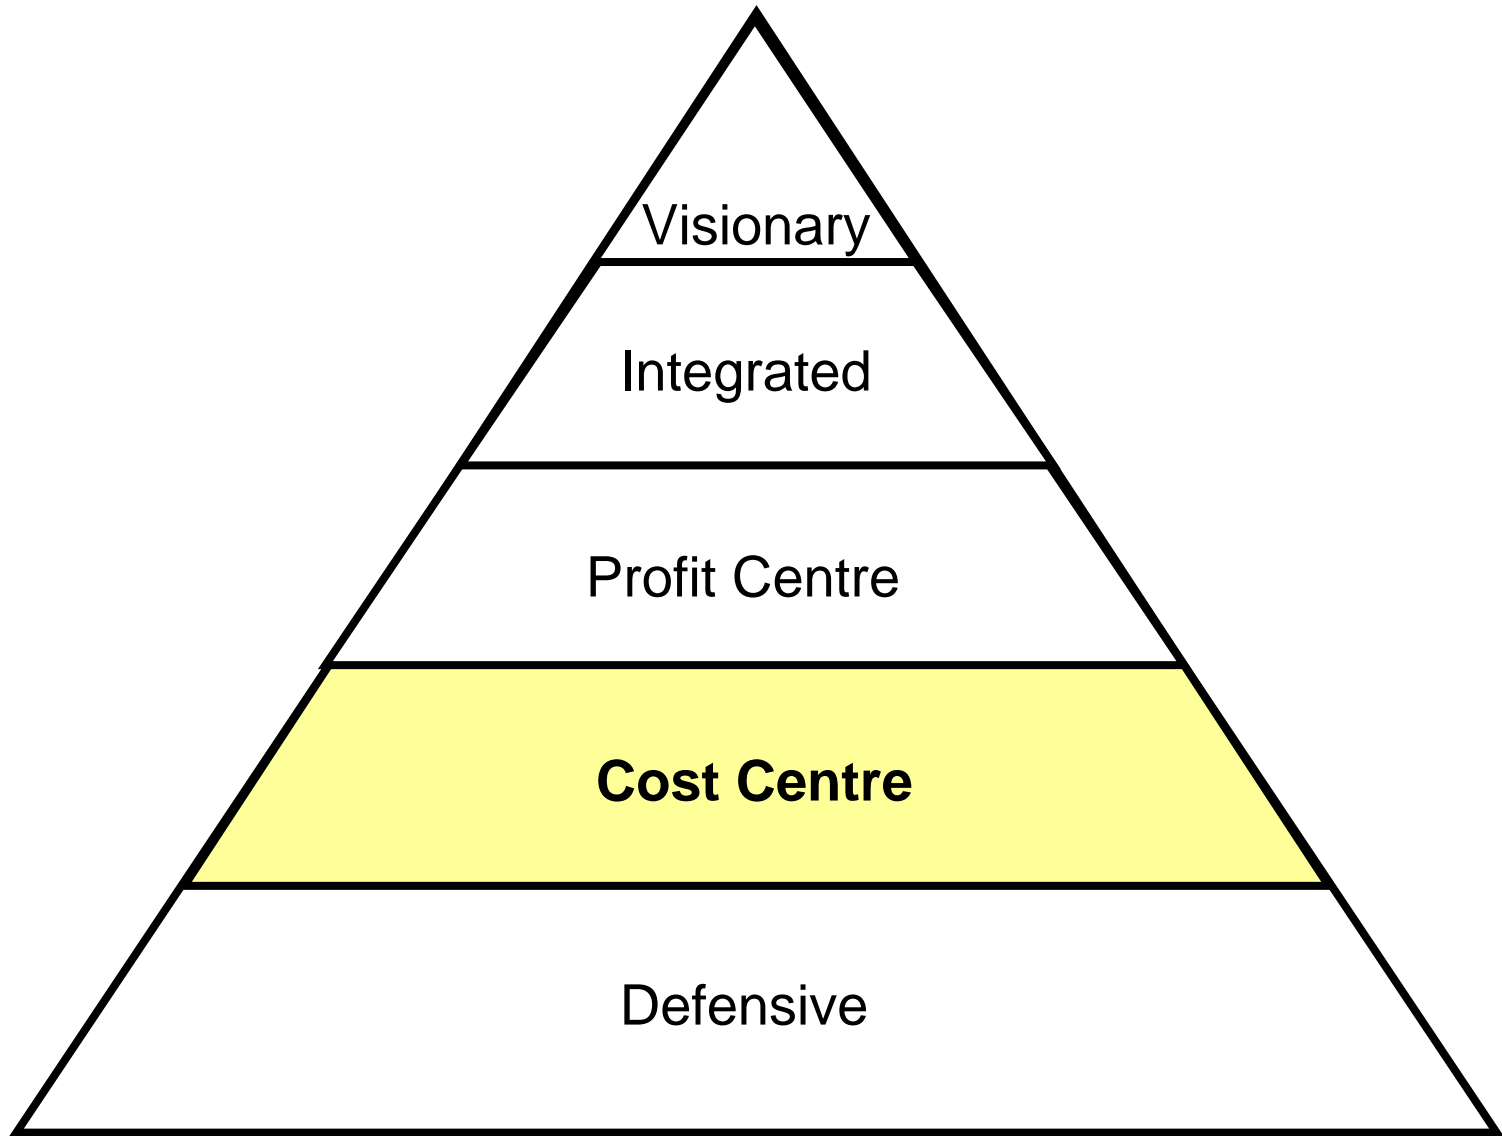 Visionary
Integrated
Profit Centre
Cost Centre
Defensive